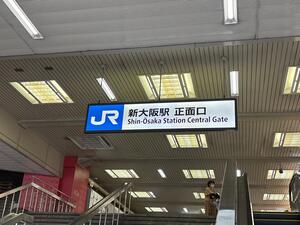 JR 新大阪駅 正面口
Shin-Osaka Station Central Gate